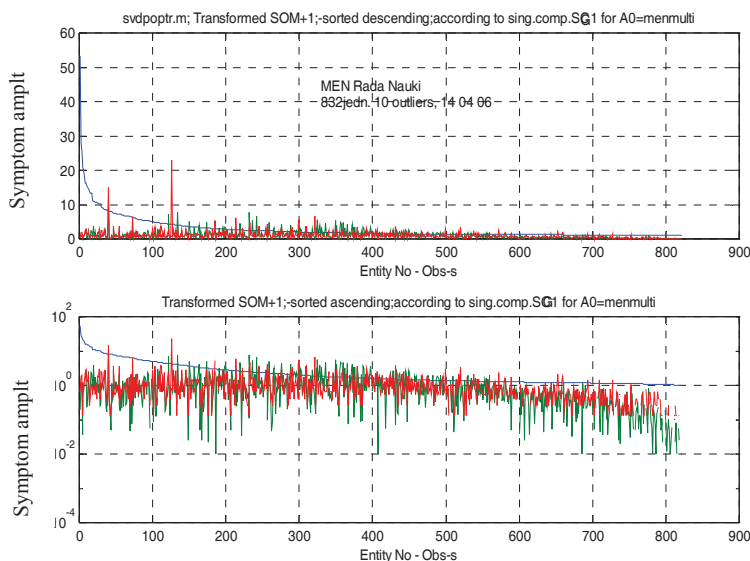 svdpoptr.m; Transformed SOM+1;-sorted descending;according to sing.comp.SG1 for A0=menmulti
60
50
40
30
20
10
0
Symptom amplt
MEN Rada Nauki
832jedn. 10 outliers, 14 04 06
0 100 200 300 400 500 600 700 800 900
Entity No - Obs-s
Transformed SOM+1;-sorted ascending;according to sing.comp.SG1 for A0=menmulti
10^2
10^0
10^-2
10^-4
Symptom amplt
0 100 200 300 400 500 600 700 800 900
Entity No - Obs-s